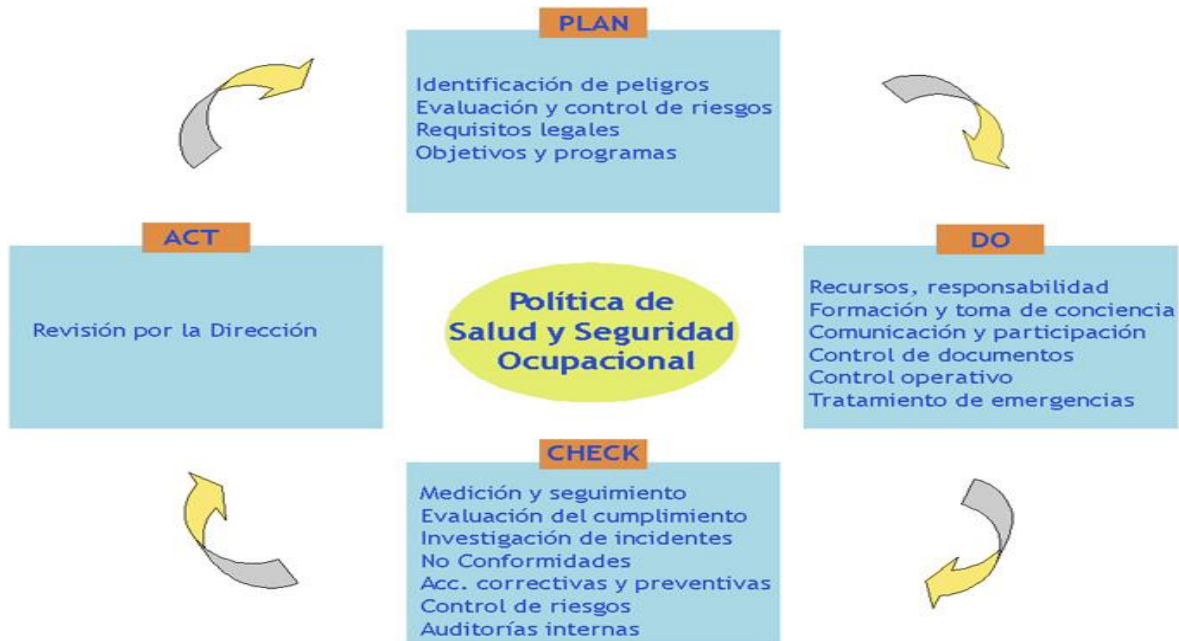 PLAN
Identificación de peligros
Evaluación y control de riesgos
Requisitos legales
Objetivos y programas
ACT
Revisión por la Dirección
Política de
Salud y Seguridad
Ocupacional
DO
Recursos, responsabilidad
Formación y toma de conciencia
Comunicación y participación
Control de documentos
Control operativo
Tratamiento de emergencias
CHECK
Medición y seguimiento
Evaluación del cumplimiento
Investigación de incidentes
No Conformidades
Acc. correctivas y preventivas
Control de riesgos
Auditorías internas